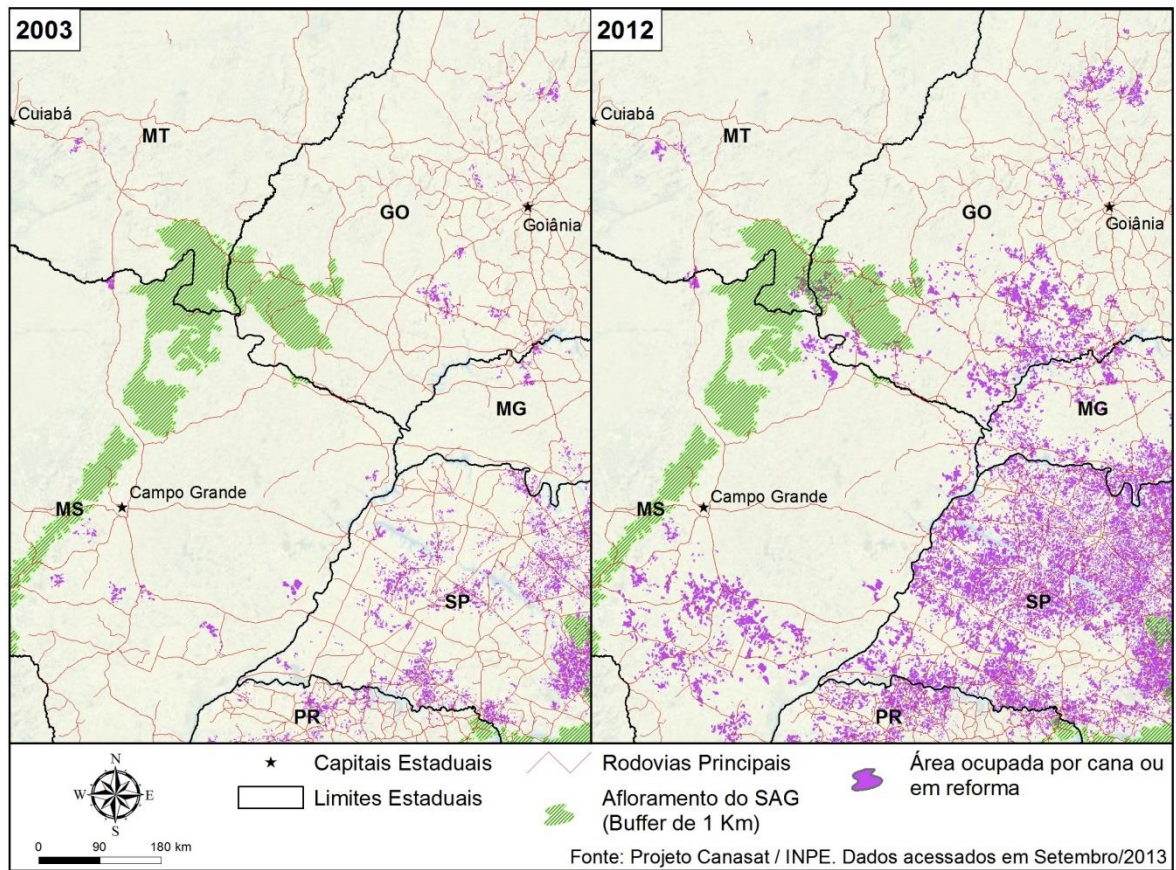 2003
Cuiabá
MT
GO
Goiânia
MG
Campo Grande
MS
SP
PR
2012
Cuiabá
MT
GO
Goiânia
MG
Campo Grande
MS
SP
PR
N
W
E
S
0 90 180 km
Capitais Estaduais
Limites Estaduais
Rodovias Principais
Afloramento do SAG
(Buffer de 1 Km)
Área ocupada por cana ou
em reforma
Fonte: Projeto Canasat / INPE. Dados acessados em Setembro/2013